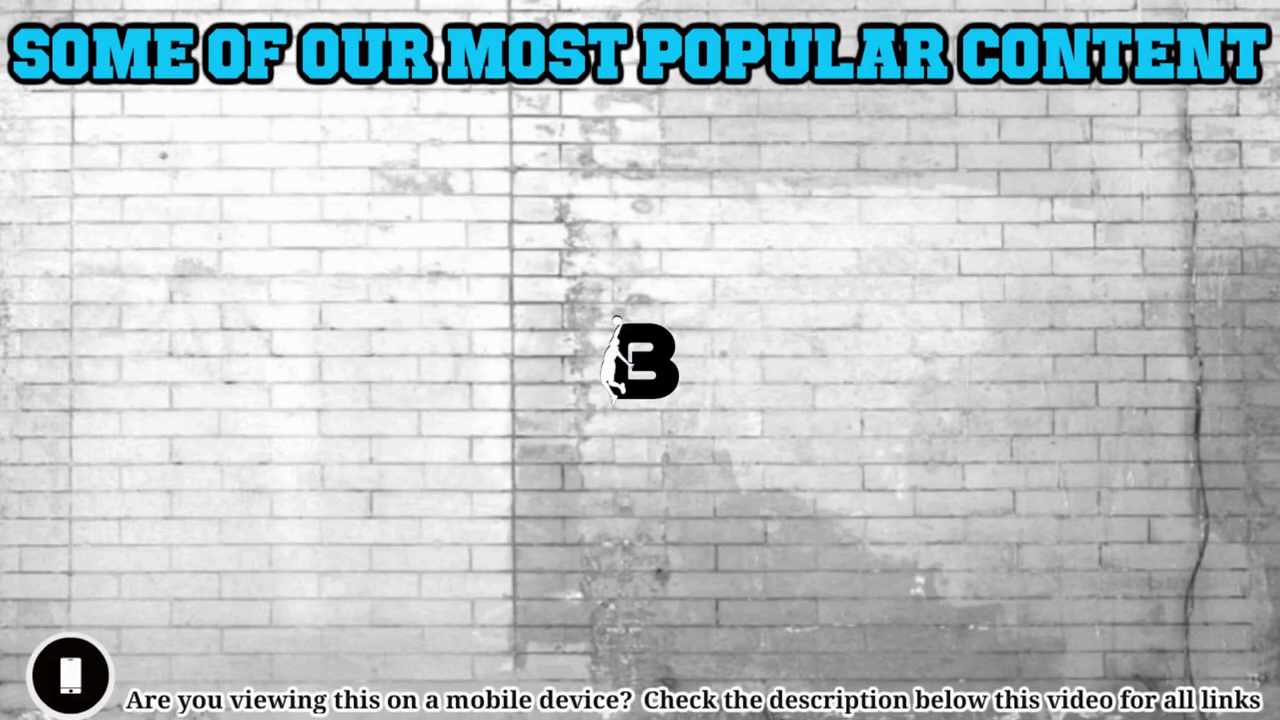 SOME OF OUR MOST POPULAR CONTENT
B
Are you viewing this on a mobile device? Check the description below this video for all links